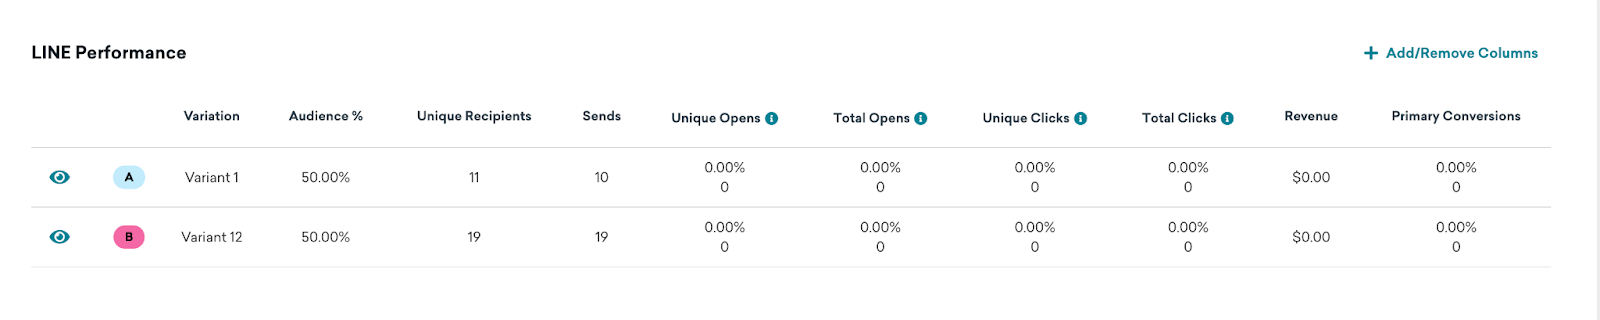 LINE Performance
+ Add/Remove Columns
Variation Audience % Unique Recipients Sends Unique Opens Total Opens Unique Clicks Total Clicks Revenue Primary Conversions
A Variant 1 50.00% 11 10 0.00% 0.00% 0.00% 0.00% $0.00 0.00%
0 0 0 0 0
B Variant 12 50.00% 19 19 0.00% 0.00% 0.00% 0.00% $0.00 0.00%
0 0 0 0 0